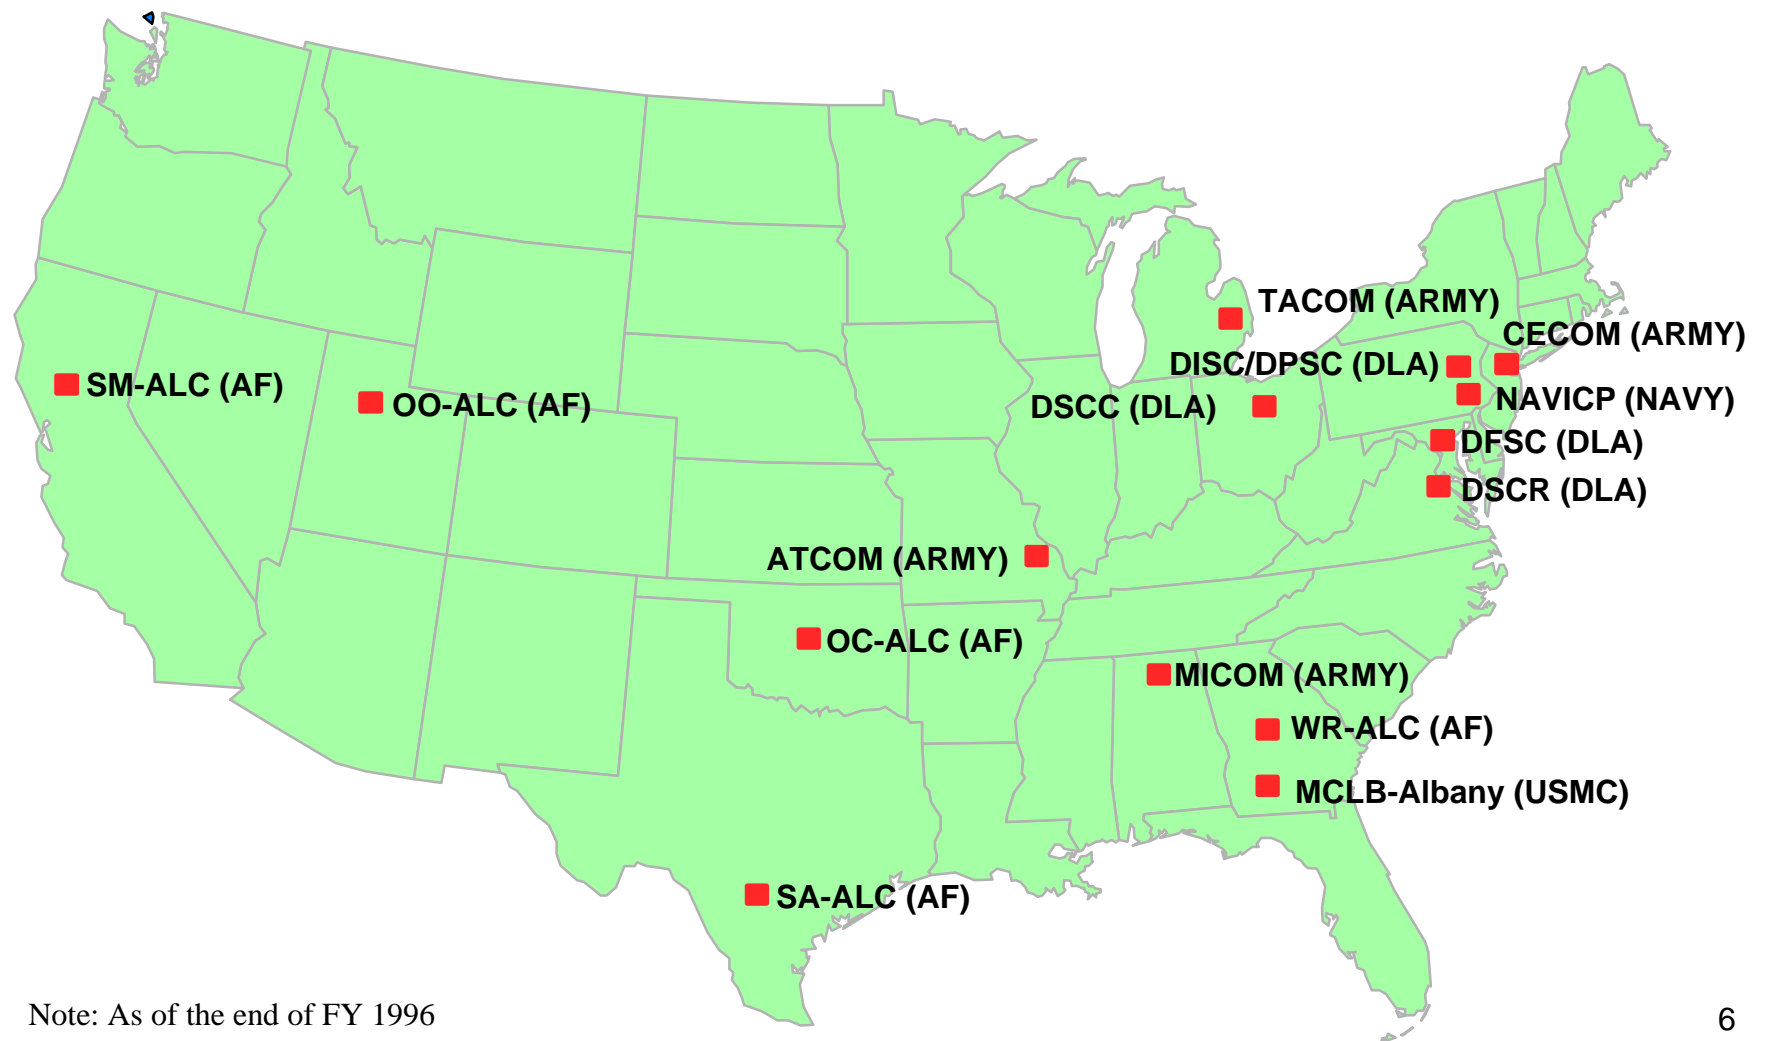 TACOM (ARMY)
CECOM (ARMY)
DISC/DPSC (DLA)
SM-ALC (AF)
OO-ALC (AF)
DSCC (DLA)
NAVICP (NAVY)
DFSC (DLA)
DSCR (DLA)
ATCOM (ARMY)
OC-ALC (AF)
MICOM (ARMY)
WR-ALC (AF)
MCLB-Albany (USMC)
SA-ALC (AF)
Note: As of the end of FY 1996
6